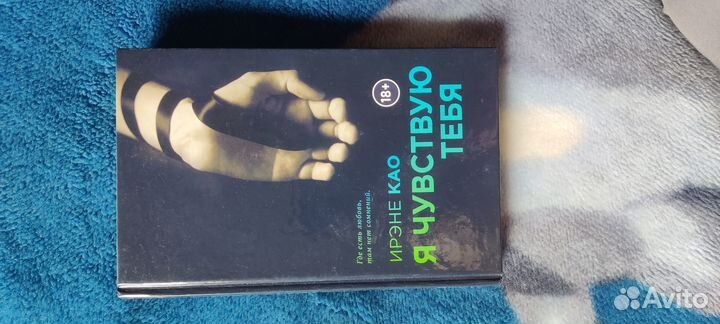 18+
Где есть любовь,
там нет сомнений.
ИРЭНЕ КАО
Я ЧУВСТВУЮ
ТЕБЯ
Avito